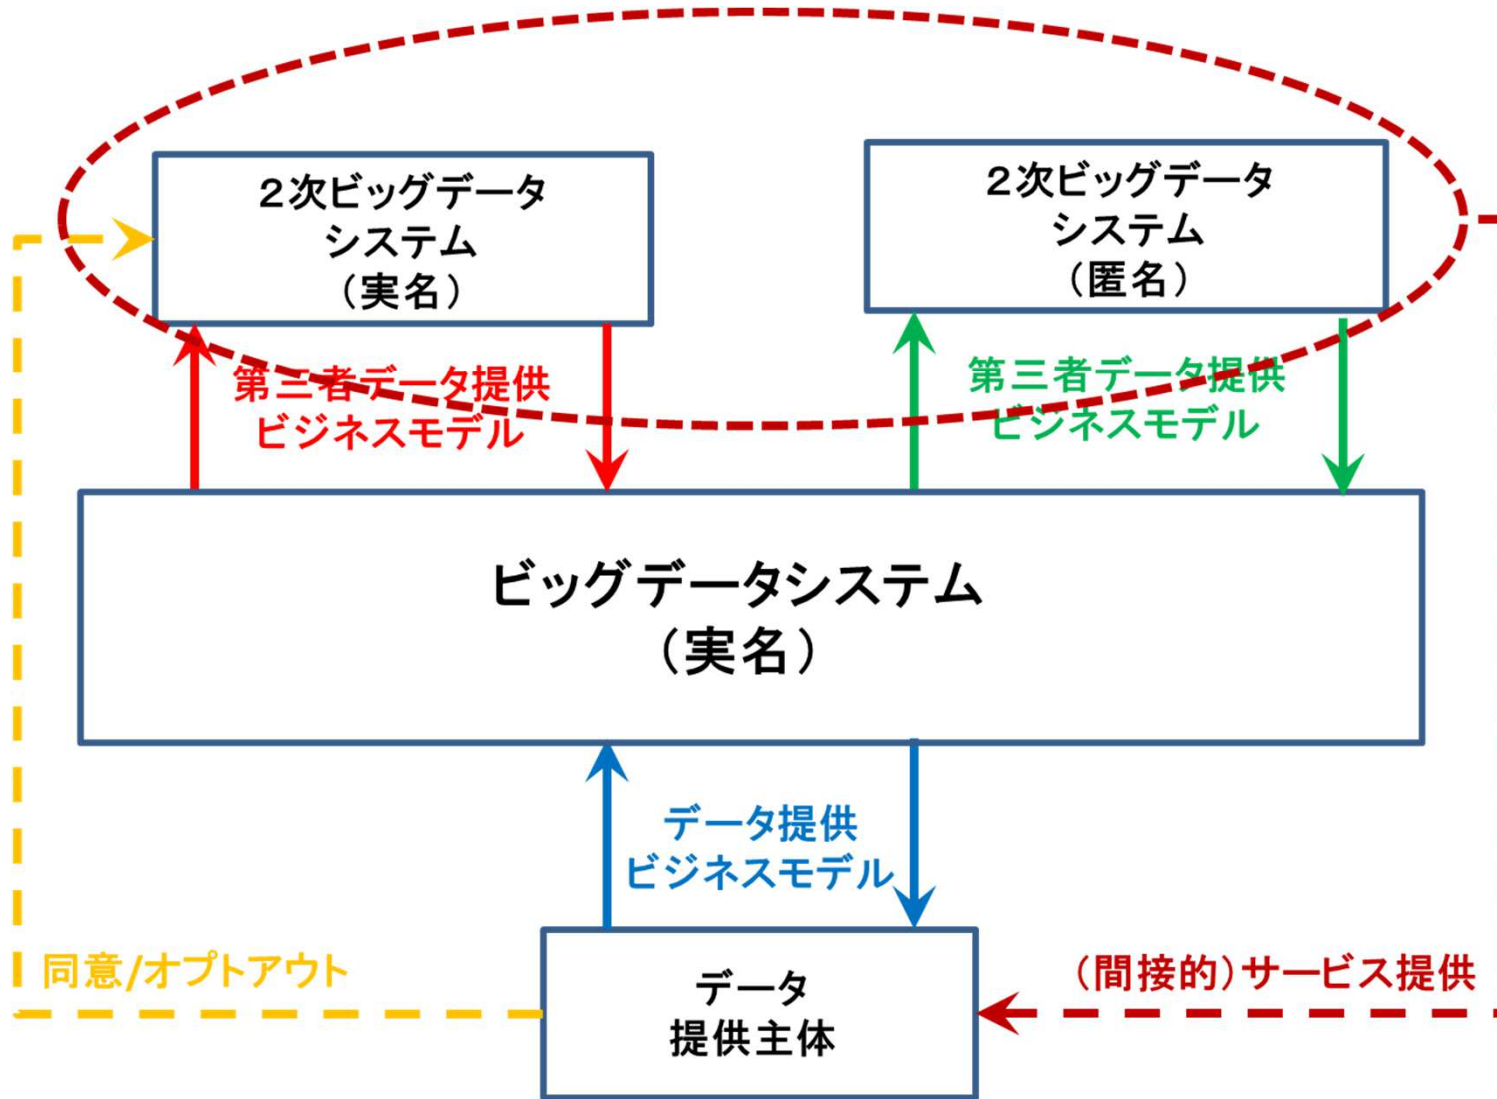 ２次ビッグデータ
システム
（実名）
２次ビッグデータ
システム
（匿名）
第三者データ提供
ビジネスモデル
第三者データ提供
ビジネスモデル
ビッグデータシステム
（実名）
データ提供
ビジネスモデル
同意/オプトアウト
（間接的）サービス提供
データ
提供主体